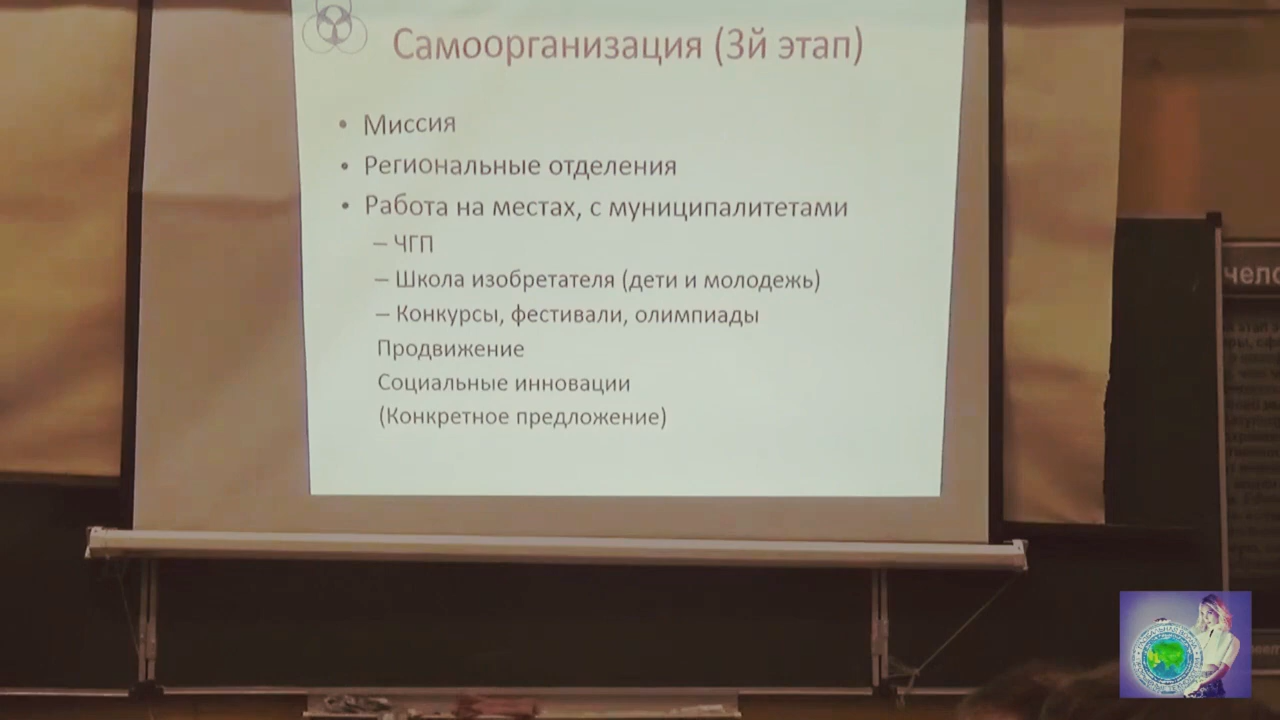 Самоорганизация (3й этап)
• Миссия
• Региональные отделения
• Работа на местах, с муниципалитетами
– ЧГП
– Школа изобретателя (дети и молодежь)
– Конкурсы, фестивали, олимпиады
Продвижение
Социальные инновации
(Конкретное предложение)